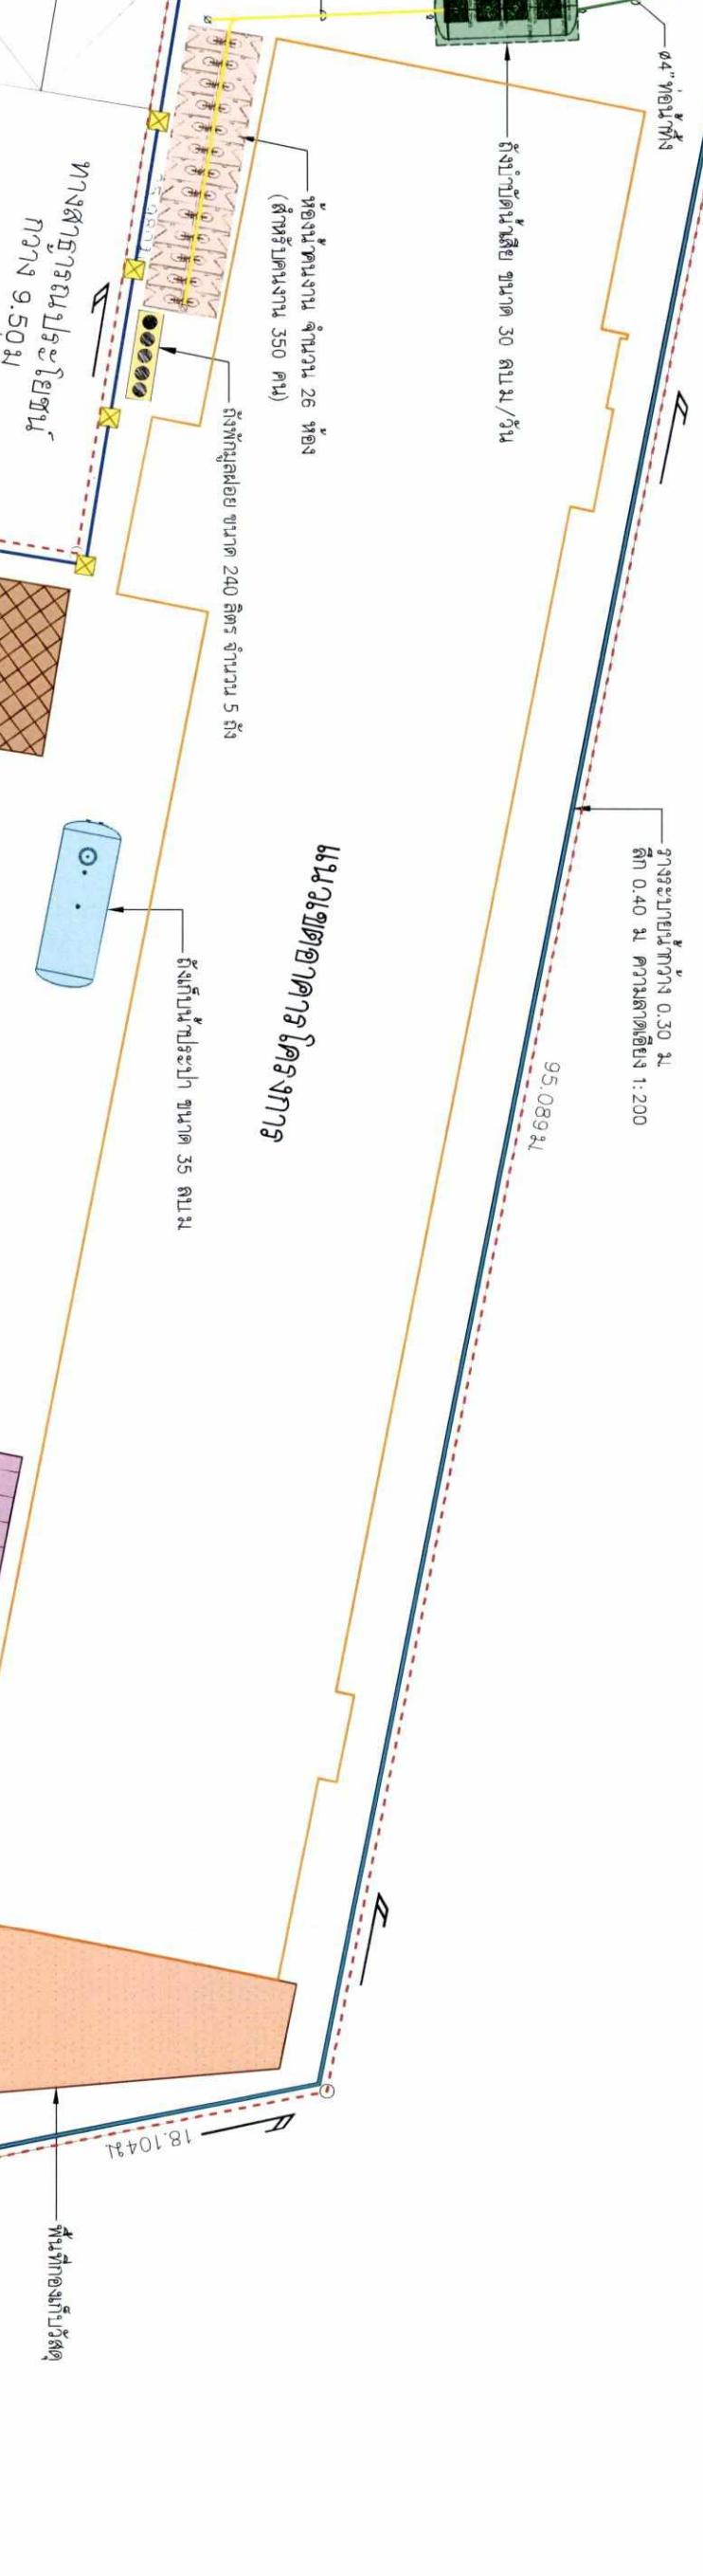 ø4" ท่อน้ำทิ้ง
ถังบำบัดน้ำเสีย ขนาด 30 ลบ.ม/วัน
ห้องน้ำคนงาน จำนวน 26 ห้อง
(สำหรับคนงาน 350 คน)
ถังพักมูลฝอย ขนาด 240 ลิตร จำนวน 5 ถัง
ทางสาธารณประโยชน์
กว้าง 9.50ม
รางระบายน้ำกว้าง 0.30 ม
ลึก 0.40 ม ความลาดเอียง 1:200
95.089ม
แนวเขตอาคารโครงการ
ถังเก็บน้ำประปา ขนาด 35 ลบ.ม
18.104ม
พื้นที่กองเก็บวัสดุ